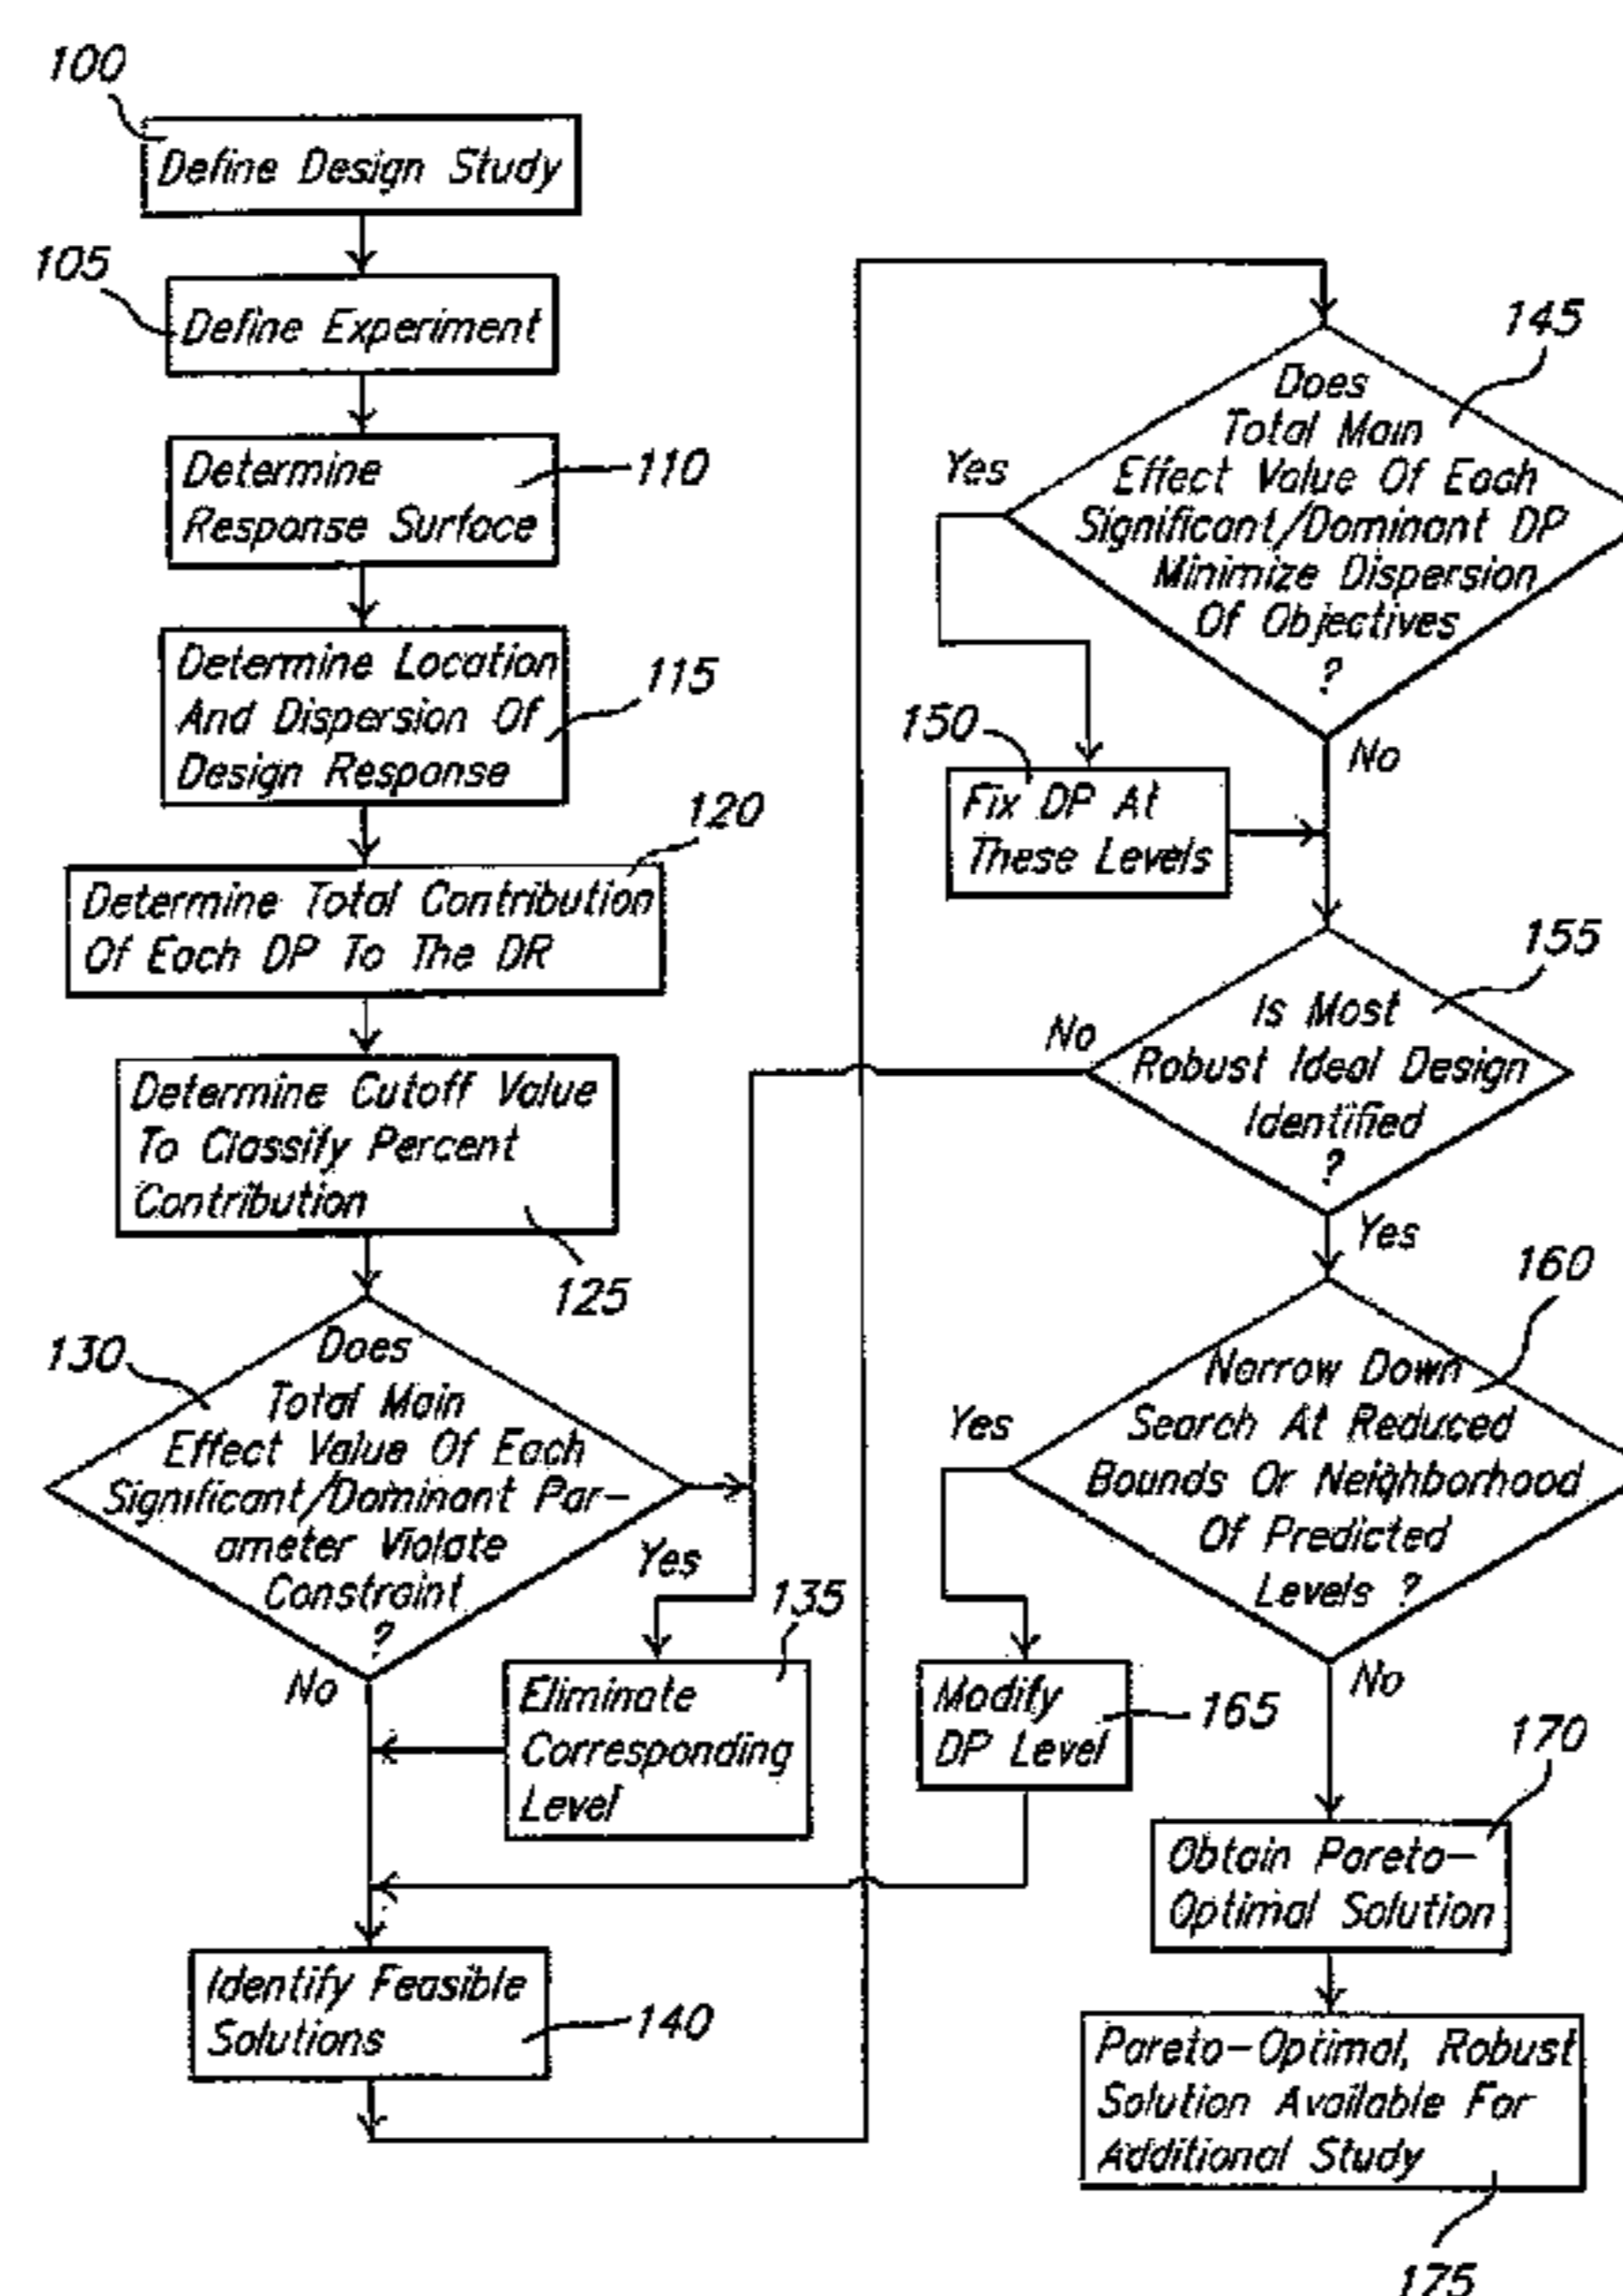 100
Define Design Study
105
Define Experiment
Determine
Response Surface
110
Determine Location
And Dispersion Of
Design Response
115
120
Determine Total Contribution
Of Each DP To The DR
Determine Cutoff Value
To Classify Percent
Contribution
125
130
Does
Total Main
Effect Value Of Each
Significant/Dominant Par-
ameter Violate
Constraint
?
Yes
No
135
Eliminate
Corresponding
Level
Identify Feasible
Solutions
140
145
Does
Total Main
Effect Value Of Each
Significant/Dominant DP
Minimize Dispersion
Of Objectives
?
Yes
No
150
Fix DP At
These Levels
155
Is Most
Robust Ideal Design
Identified
?
No
Yes
160
Narrow Down
Search At Reduced
Bounds Or Neighborhood
Of Predicted
Levels ?
Yes
No
Modify
DP Level
165
170
Obtain Pareto-
Optimal Solution
Pareto-Optimal, Robust
Solution Available For
Additional Study
175